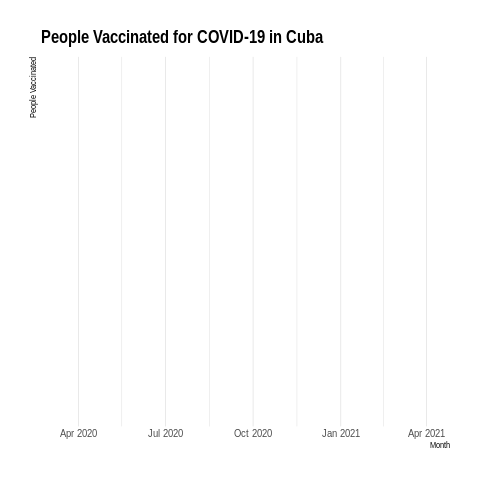 People Vaccinated for COVID-19 in Cuba
People Vaccinated
Apr 2020
Jul 2020
Oct 2020
Jan 2021
Apr 2021
Month